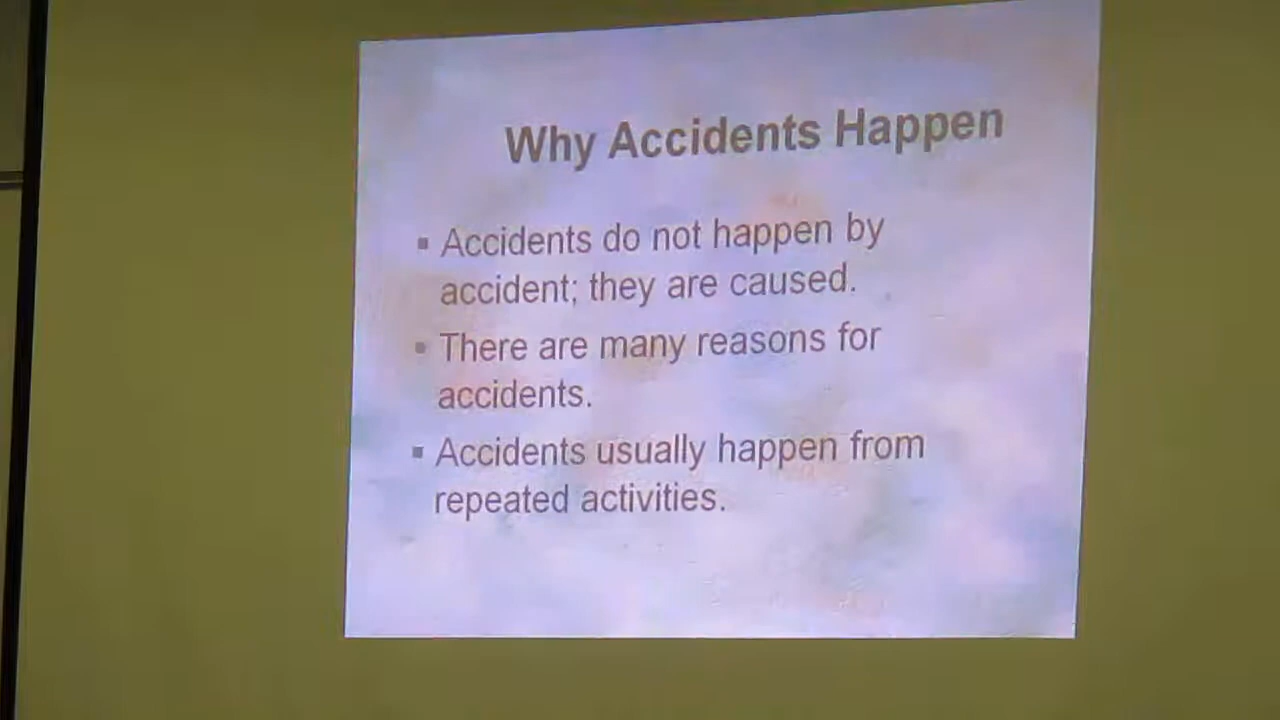 Why Accidents Happen
▪ Accidents do not happen by
accident; they are caused.
▪ There are many reasons for
accidents.
▪ Accidents usually happen from
repeated activities.